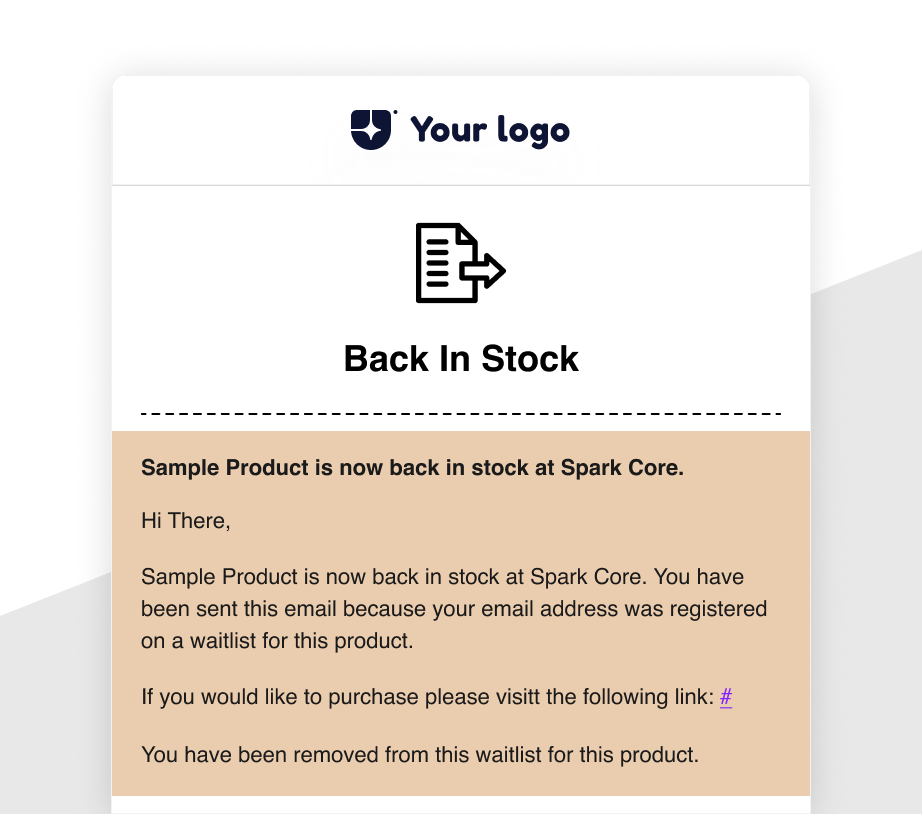 Your logo
Back In Stock
Sample Product is now back in stock at Spark Core.
Hi There,
Sample Product is now back in stock at Spark Core. You have
been sent this email because your email address was registered
on a waitlist for this product.
If you would like to purchase please visitt the following link: #
You have been removed from this waitlist for this product.